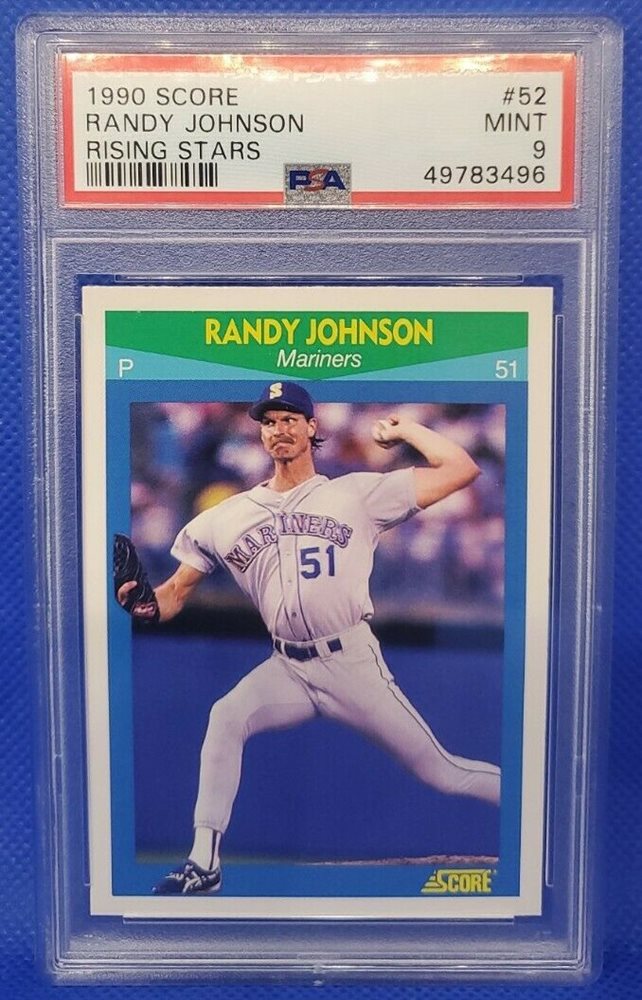 1990 SCORE #52
RANDY JOHNSON MINT
RISING STARS 9
PSA 49783496
RANDY JOHNSON
Mariners
P 51
S
MARINERS
51
SCORE